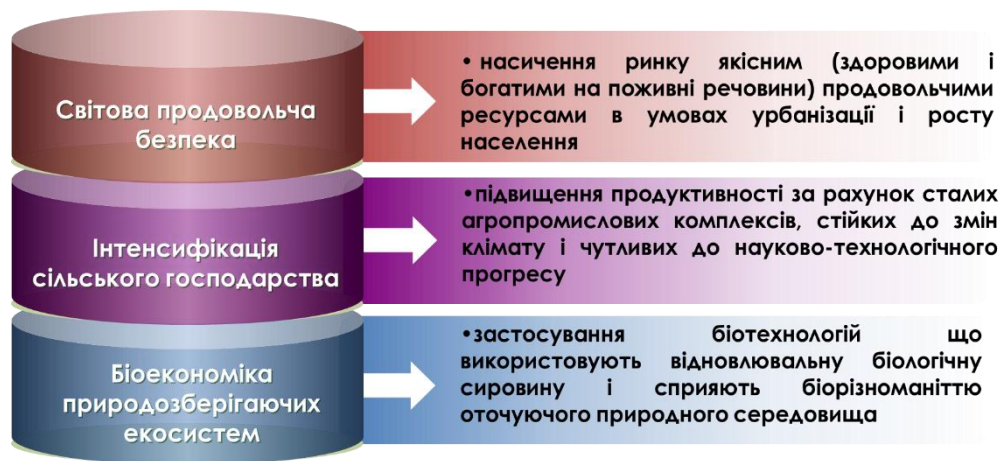 Світова продовольча
безпека
• насичення ринку якісним (здоровими і
богатими на поживні речовини) продовольчими
ресурсами в умовах урбанізації і росту
населення
Інтенсифікація
сільського господарства
•підвищення продуктивності за рахунок сталих
агропромислових комплексів, стійких до змін
клімату і чутливих до науково-технологічного
прогресу
Біоекономіка
природозберігаючих
екосистем
•застосування біотехнологій що
використовують відновлювальну біологічну
сировину і сприяють біорізноманіттю
оточуючого природного середовища